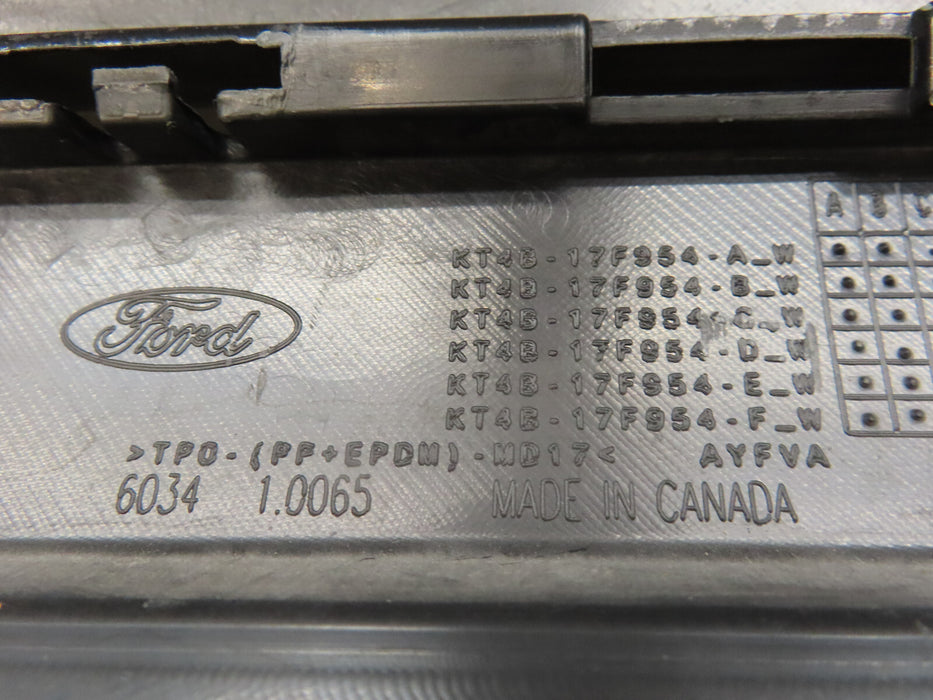 A B C
KT4B-17F954-A_W
KT4B-17F954-B_W
KT4B-17F954-C_W
KT4B-17F954-D_W
KT4B-17F954-E_W
KT4B-17F954-F_W
Ford
>TPO-(PP+EPDM)-MD17< AYFVA
6034 1.0065 MADE IN CANADA